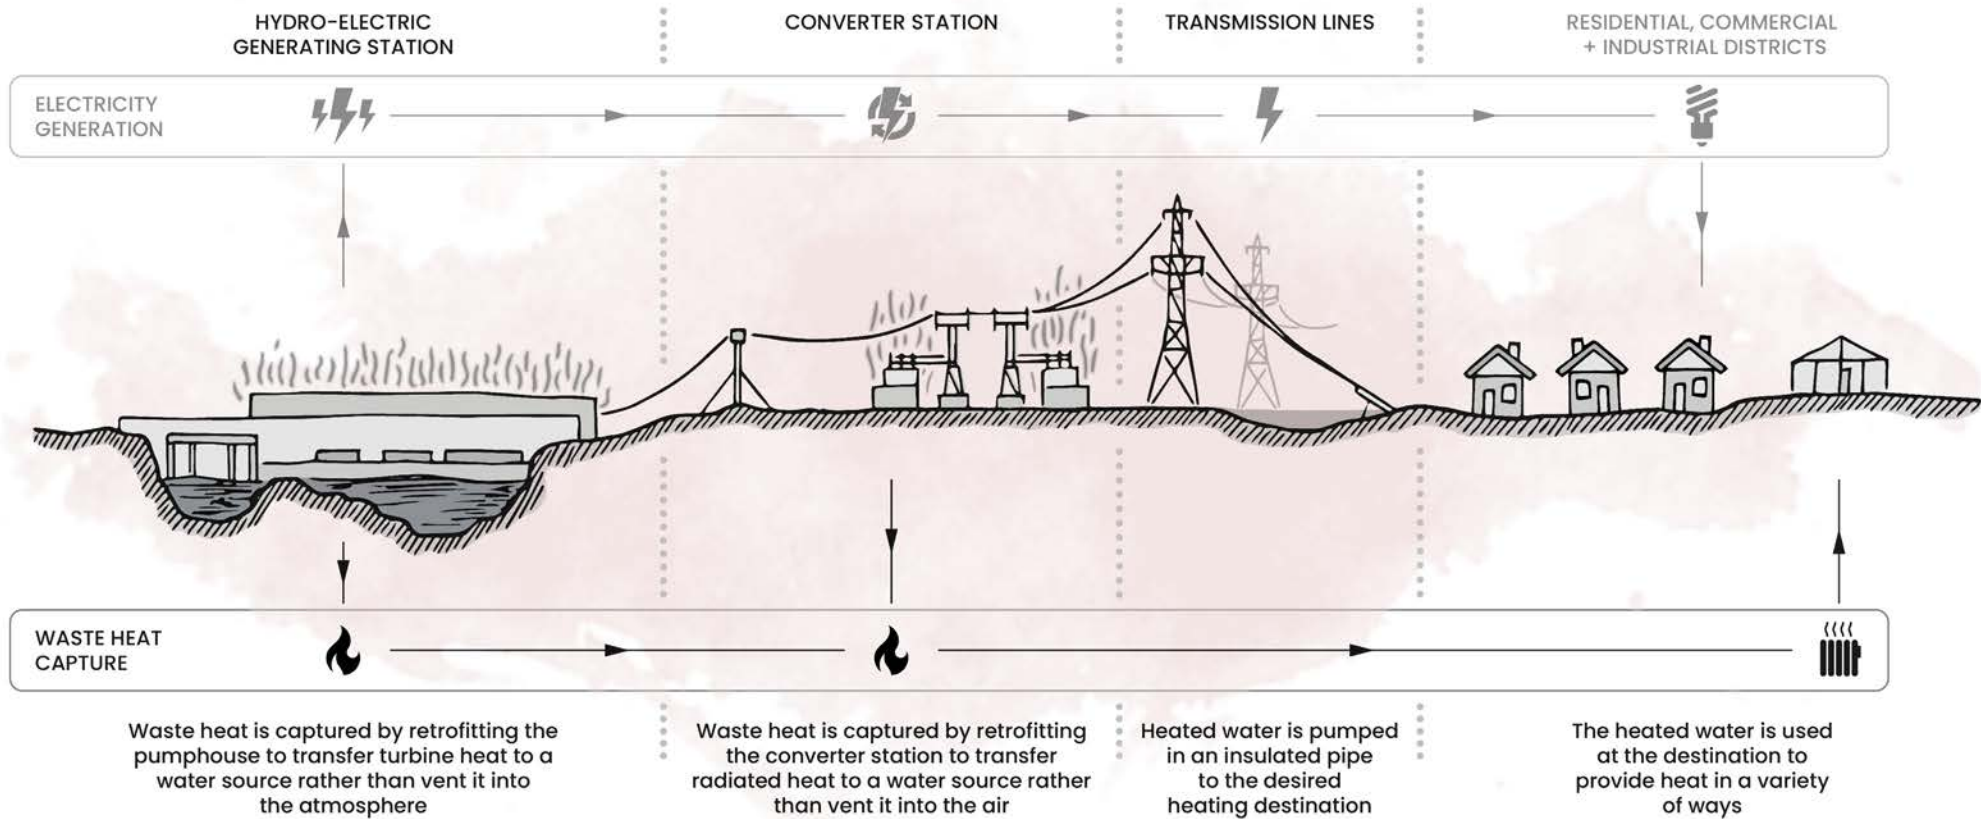 HYDRO-ELECTRIC
GENERATING STATION
CONVERTER STATION
TRANSMISSION LINES
RESIDENTIAL, COMMERCIAL
+ INDUSTRIAL DISTRICTS
ELECTRICITY
GENERATION
WASTE HEAT
CAPTURE
Waste heat is captured by retrofitting the
pumphouse to transfer turbine heat to a
water source rather than vent it into
the atmosphere
Waste heat is captured by retrofitting
the converter station to transfer
radiated heat to a water source rather
than vent it into the air
Heated water is pumped
in an insulated pipe
to the desired
heating destination
The heated water is used
at the destination to
provide heat in a variety
of ways